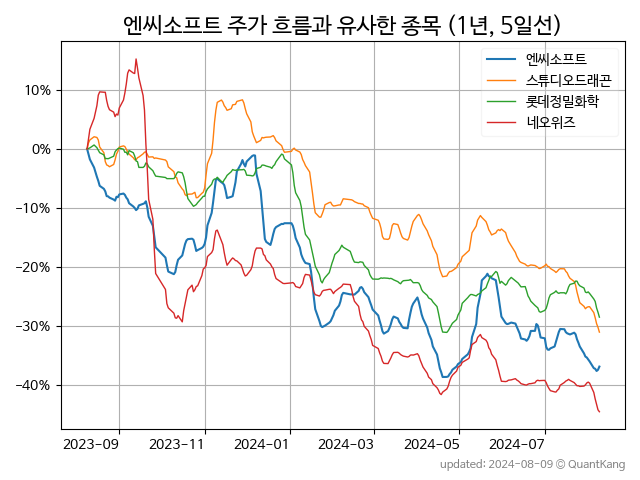 엔씨소프트 주가 흐름과 유사한 종목 (1년, 5일선)
엔씨소프트
스튜디오드래곤
롯데정밀화학
네오위즈
10%
0%
−10%
−20%
−30%
−40%
2023-09 2023-11 2024-01 2024-03 2024-05 2024-07
updated: 2024-08-09 © QuantKang